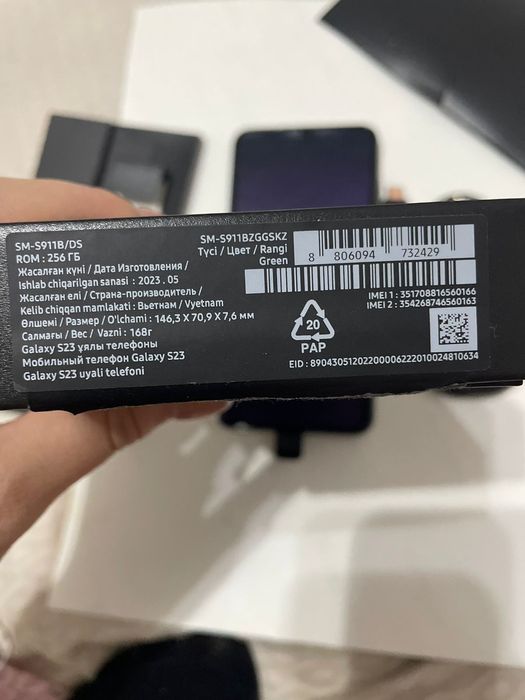 SM-S911B/DS
ROM : 256 ГБ
Жасалған күні / Дата Изготовления /
Ishlab chiqarilgan sanasi : 2023 . 05
Жасалған елі / Страна-производитель /
Kelib chiqqan mamlakati : Вьетнам / Vyetnam
Өлшемі / Размер / O'lchami : 146,3 X 70,9 X 7,6 мм
Салмағы / Вес / Vazni : 168г
Galaxy S23 ұялы телефоны
Мобильный телефон Galaxy S23
Galaxy S23 uyali telefoni
SM-S911BZGGSKZ
Түсі / Цвет / Rangi
Green
8 806094 732429
IMEI 1 : 351708816560166
IMEI 2 : 354268746560163
20
PAP
EID : 89043051202200006222010024810634